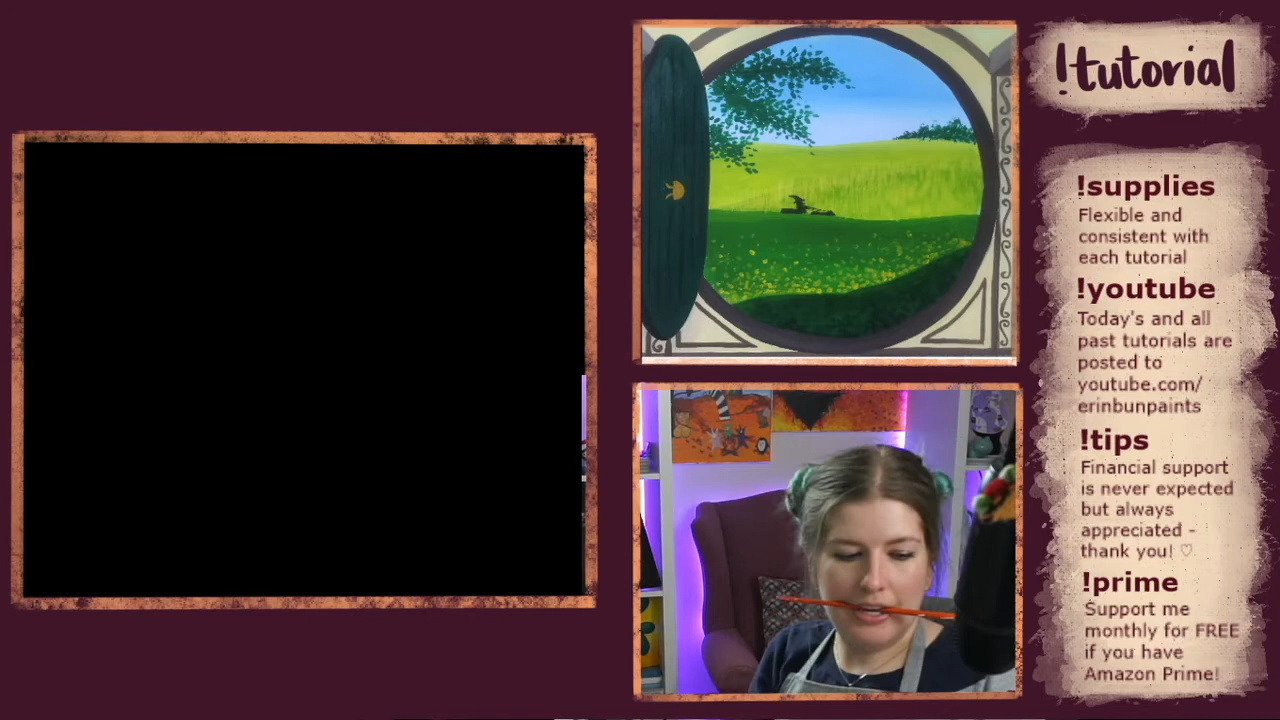 !tutorial
!supplies
Flexible and
consistent with
each tutorial
!youtube
Today's and all
past tutorials are
posted to
youtube.com/
erinbunpaints
!tips
Financial support
is never expected
but always
appreciated -
thank you! ♡
!prime
Support me
monthly for FREE
if you have
Amazon Prime!